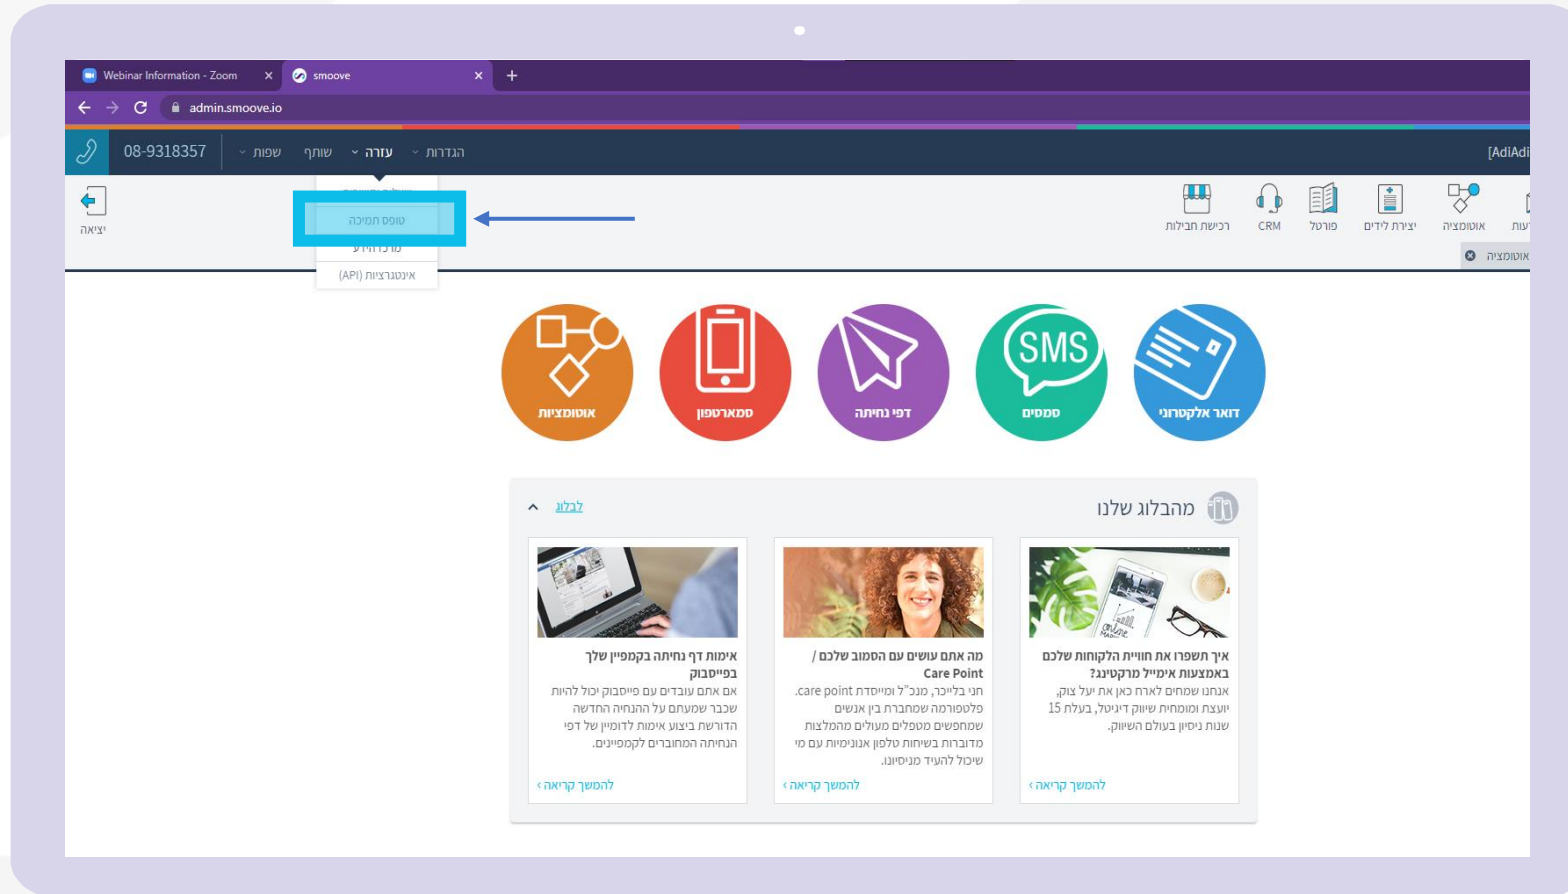 Webinar Information - Zoom
smoove
admin.smoove.io
[AdiAdi
הגדרות
עזרה
שותף
שפות
08-9318357
טופס תמיכה
מרכז הידע
אינטגרציות (API)
אוטומציה
יצירת לידים
פורטל
CRM
רכישת חבילות
יציאה
אוטומציה
דואר אלקטרוני
SMS
סמסים
דפי נחיתה
סמארטפון
אוטומציות
מהבלוג שלנו
לבלוג
איך תשפרו את חוויית הלקוחות שלכם
באמצעות אימייל מרקטינג?
אנחנו שמחים לארח כאן את יעל צוק,
יועצת ומומחית שיווק דיגיטל, בעלת 15
שנות ניסיון בעולם השיווק.
להמשך קריאה ›
מה אתם עושים עם הסמוב שלכם /
Care Point
חני בלייכר, מנכ"ל ומייסדת care point.
פלטפורמה שמחברת בין אנשים
שמחפשים מטפלים מעולים מהמלצות
מדוברות בשיחות טלפון אנונימיות עם מי
שיכול להעיד מניסיונו.
להמשך קריאה ›
אימות דף נחיתה בקמפיין שלך
בפייסבוק
אם אתם עובדים עם פייסבוק יכול להיות
שכבר שמעתם על ההנחיה החדשה
הדורשת ביצוע אימות לדומיין של דפי
הנחיתה המחוברים לקמפיינים.
להמשך קריאה ›